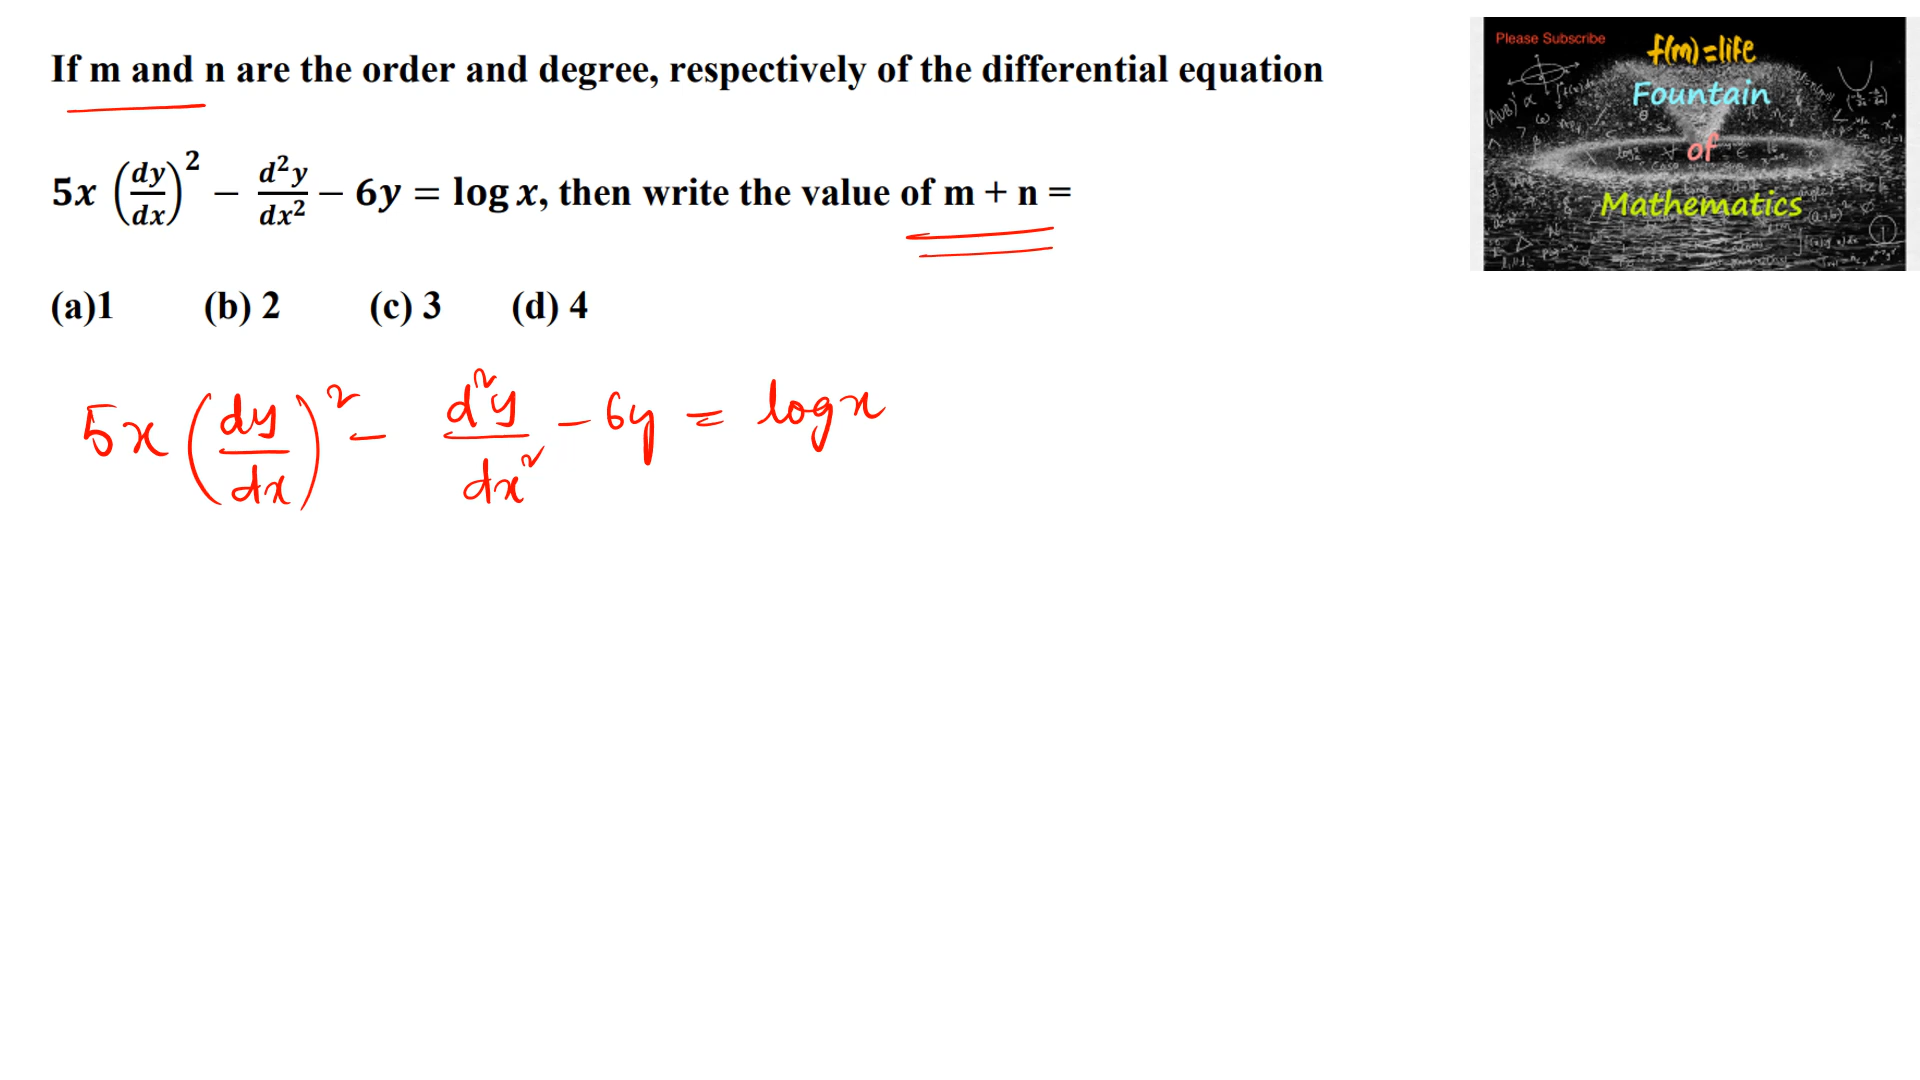 If m and n are the order and degree, respectively of the differential equation
5x (dy/dx)² − d²y/dx² − 6y = log x, then write the value of m + n =
(a)1 (b) 2 (c) 3 (d) 4
5x (dy/dx)² − d²y/dx² − 6y = log x
Please Subscribe
f(m)=life
Fountain
of
Mathematics